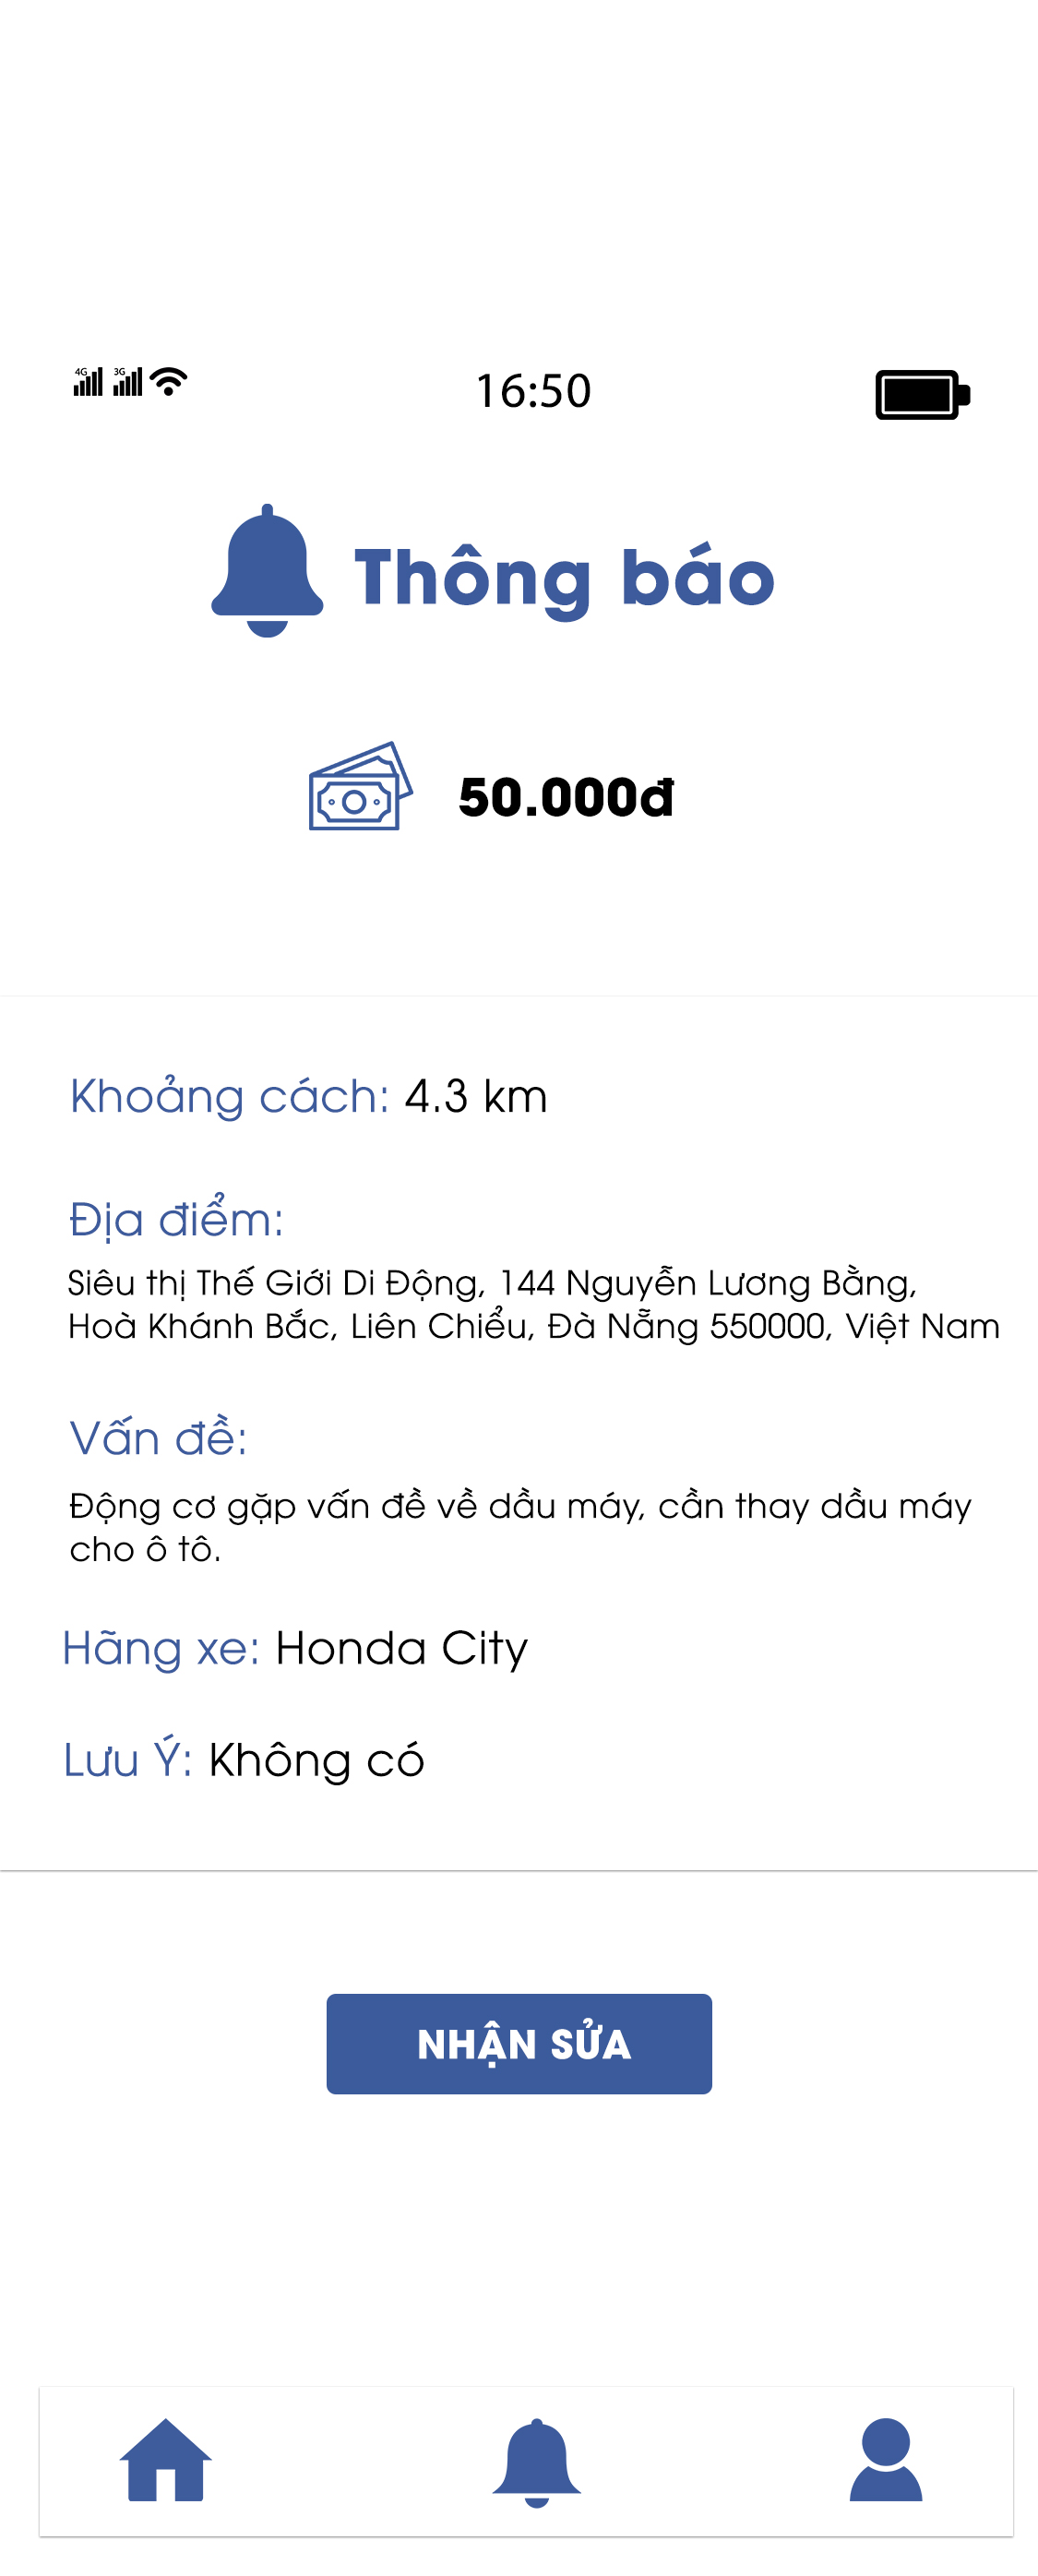 4G 3G 16:50
Thông báo
50.000đ
Khoảng cách: 4.3 km
Địa điểm:
Siêu thị Thế Giới Di Động, 144 Nguyễn Lương Bằng,
Hoà Khánh Bắc, Liên Chiểu, Đà Nẵng 550000, Việt Nam
Vấn đề:
Động cơ gặp vấn đề về dầu máy, cần thay dầu máy
cho ô tô.
Hãng xe: Honda City
Lưu Ý: Không có
NHẬN SỬA